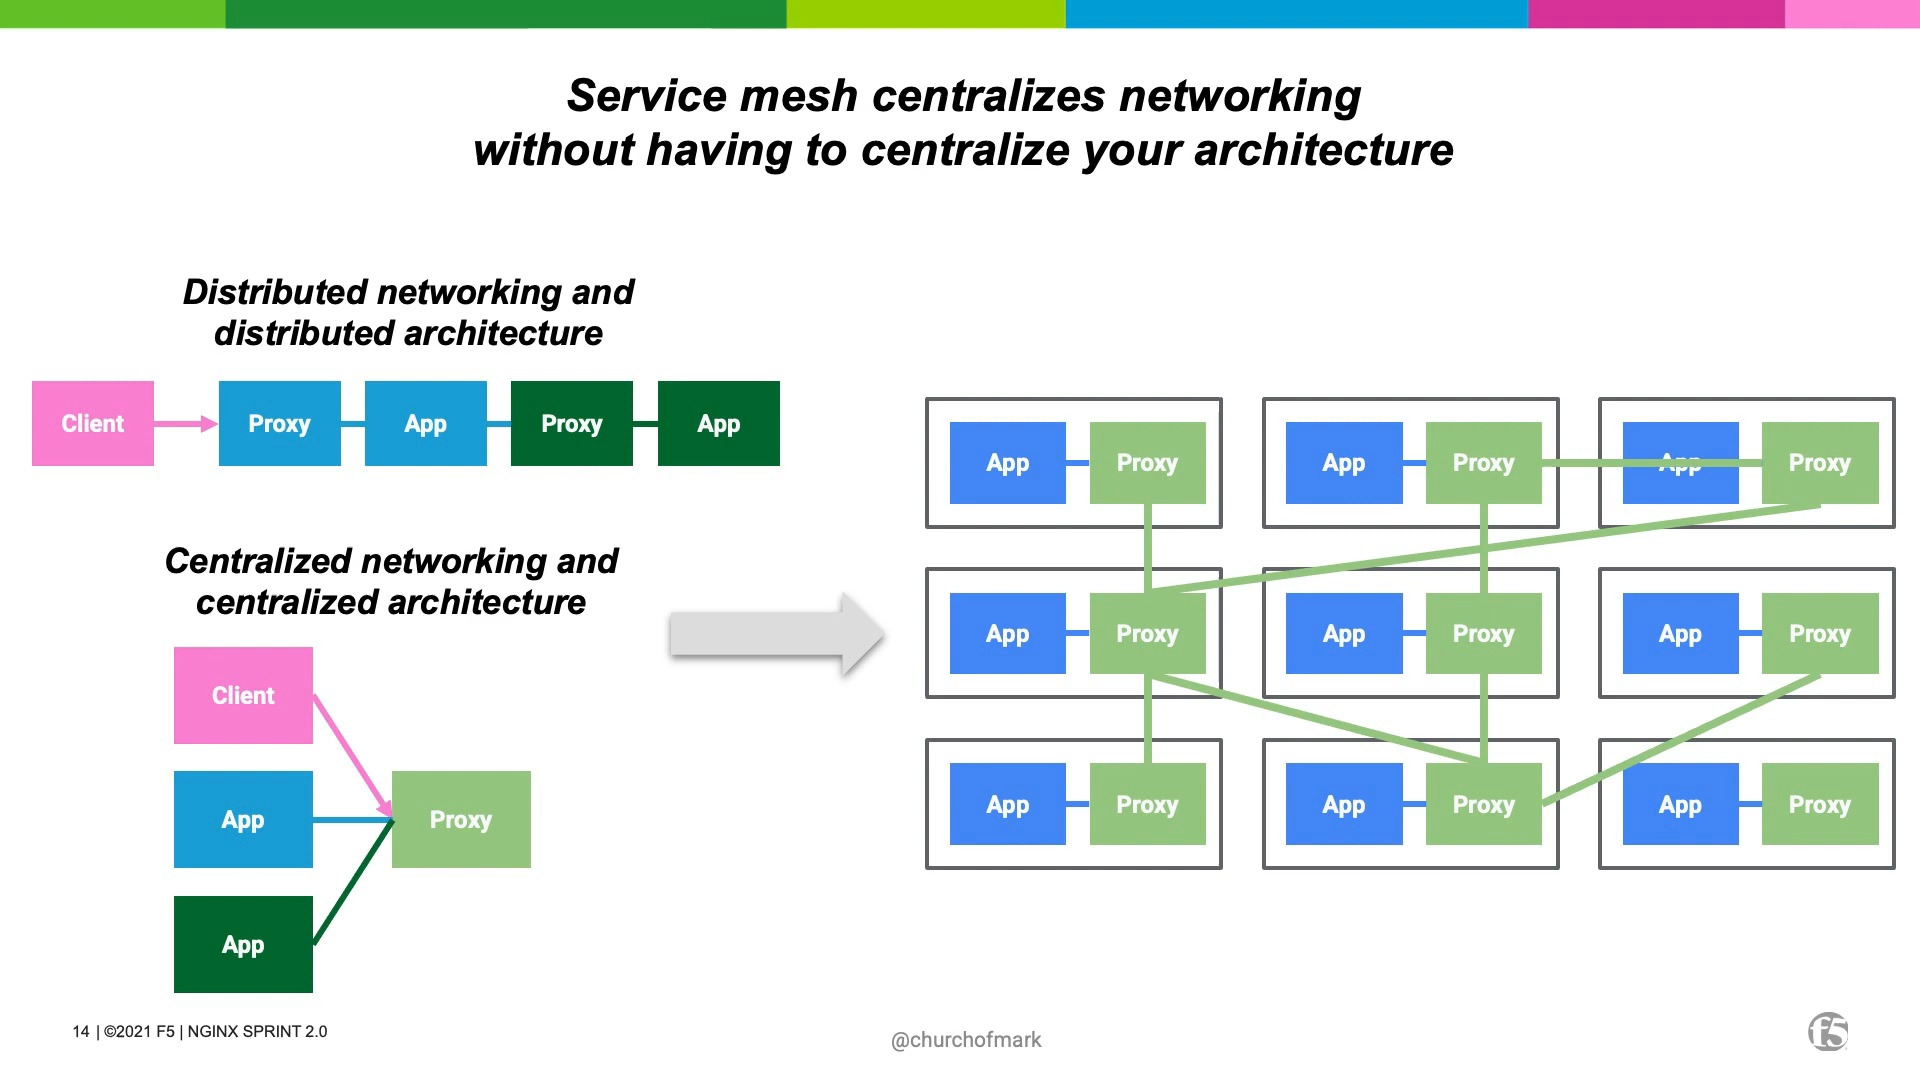 Service mesh centralizes networking
without having to centralize your architecture
Distributed networking and
distributed architecture
Client
Proxy
App
Proxy
App
Centralized networking and
centralized architecture
Client
App
Proxy
App
App
Proxy
App
Proxy
App
Proxy
App
Proxy
App
Proxy
App
Proxy
App
Proxy
App
Proxy
App
Proxy
14 | ©2021 F5 | NGINX SPRINT 2.0
@churchofmark
f5